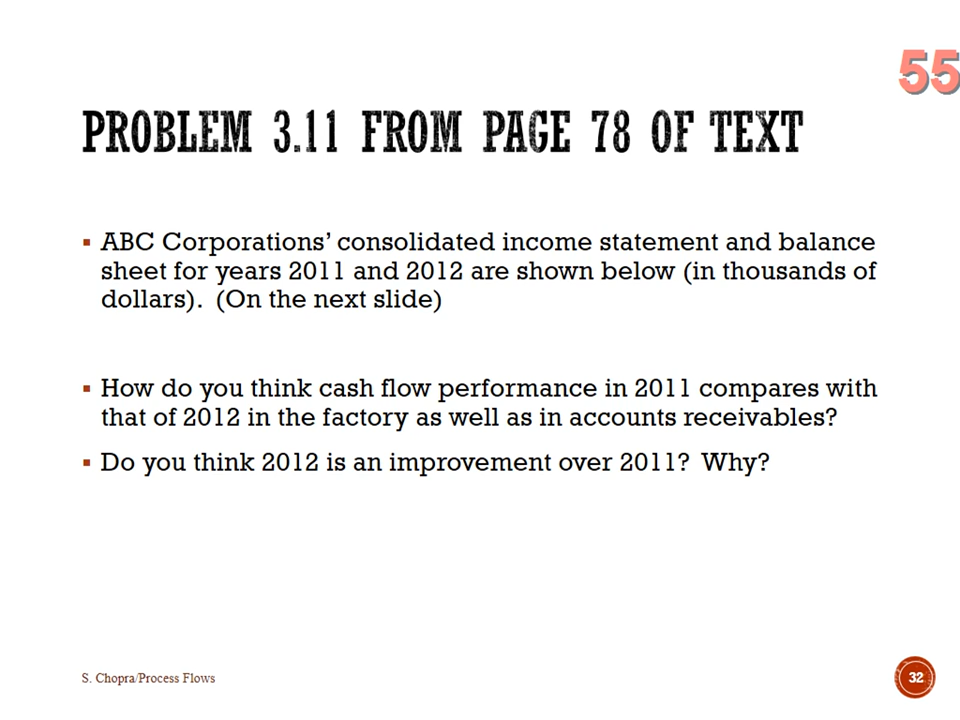 55
PROBLEM 3.11 FROM PAGE 78 OF TEXT
▪ ABC Corporations’ consolidated income statement and balance
sheet for years 2011 and 2012 are shown below (in thousands of
dollars). (On the next slide)
▪ How do you think cash flow performance in 2011 compares with
that of 2012 in the factory as well as in accounts receivables?
▪ Do you think 2012 is an improvement over 2011? Why?
S. Chopra/Process Flows
32